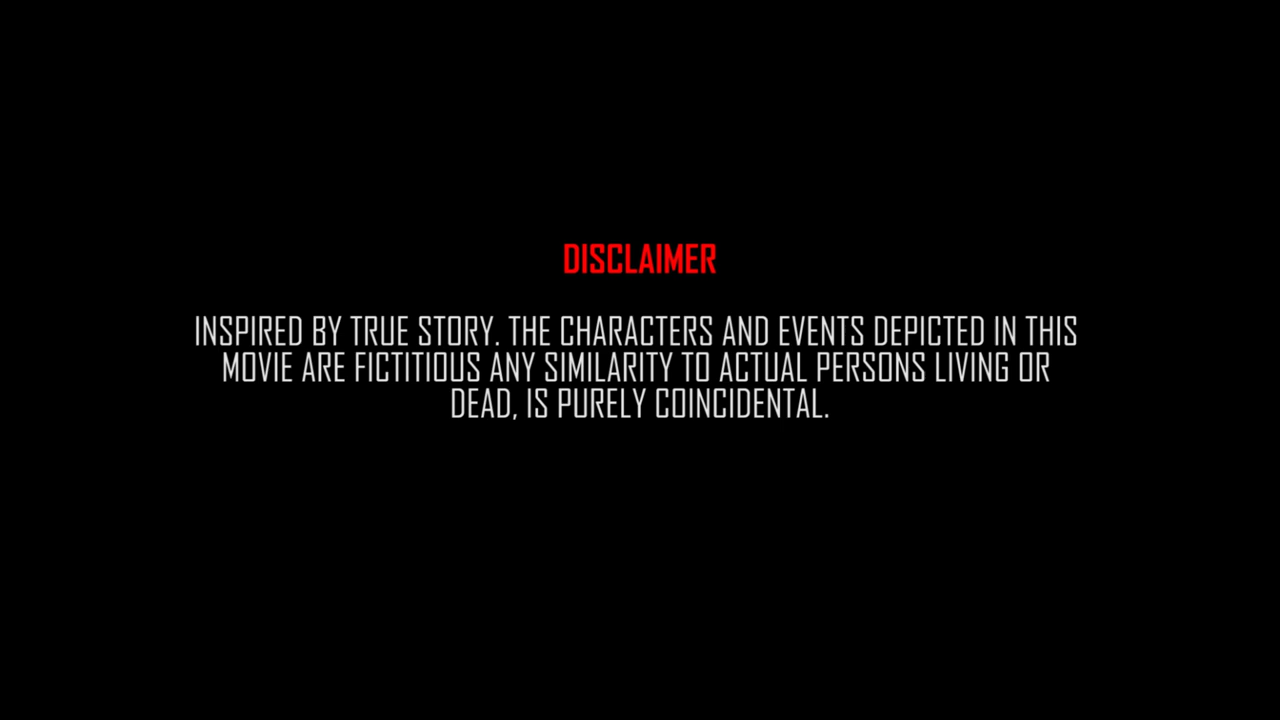 DISCLAIMER
INSPIRED BY TRUE STORY. THE CHARACTERS AND EVENTS DEPICTED IN THIS
MOVIE ARE FICTITIOUS ANY SIMILARITY TO ACTUAL PERSONS LIVING OR
DEAD, IS PURELY COINCIDENTAL.